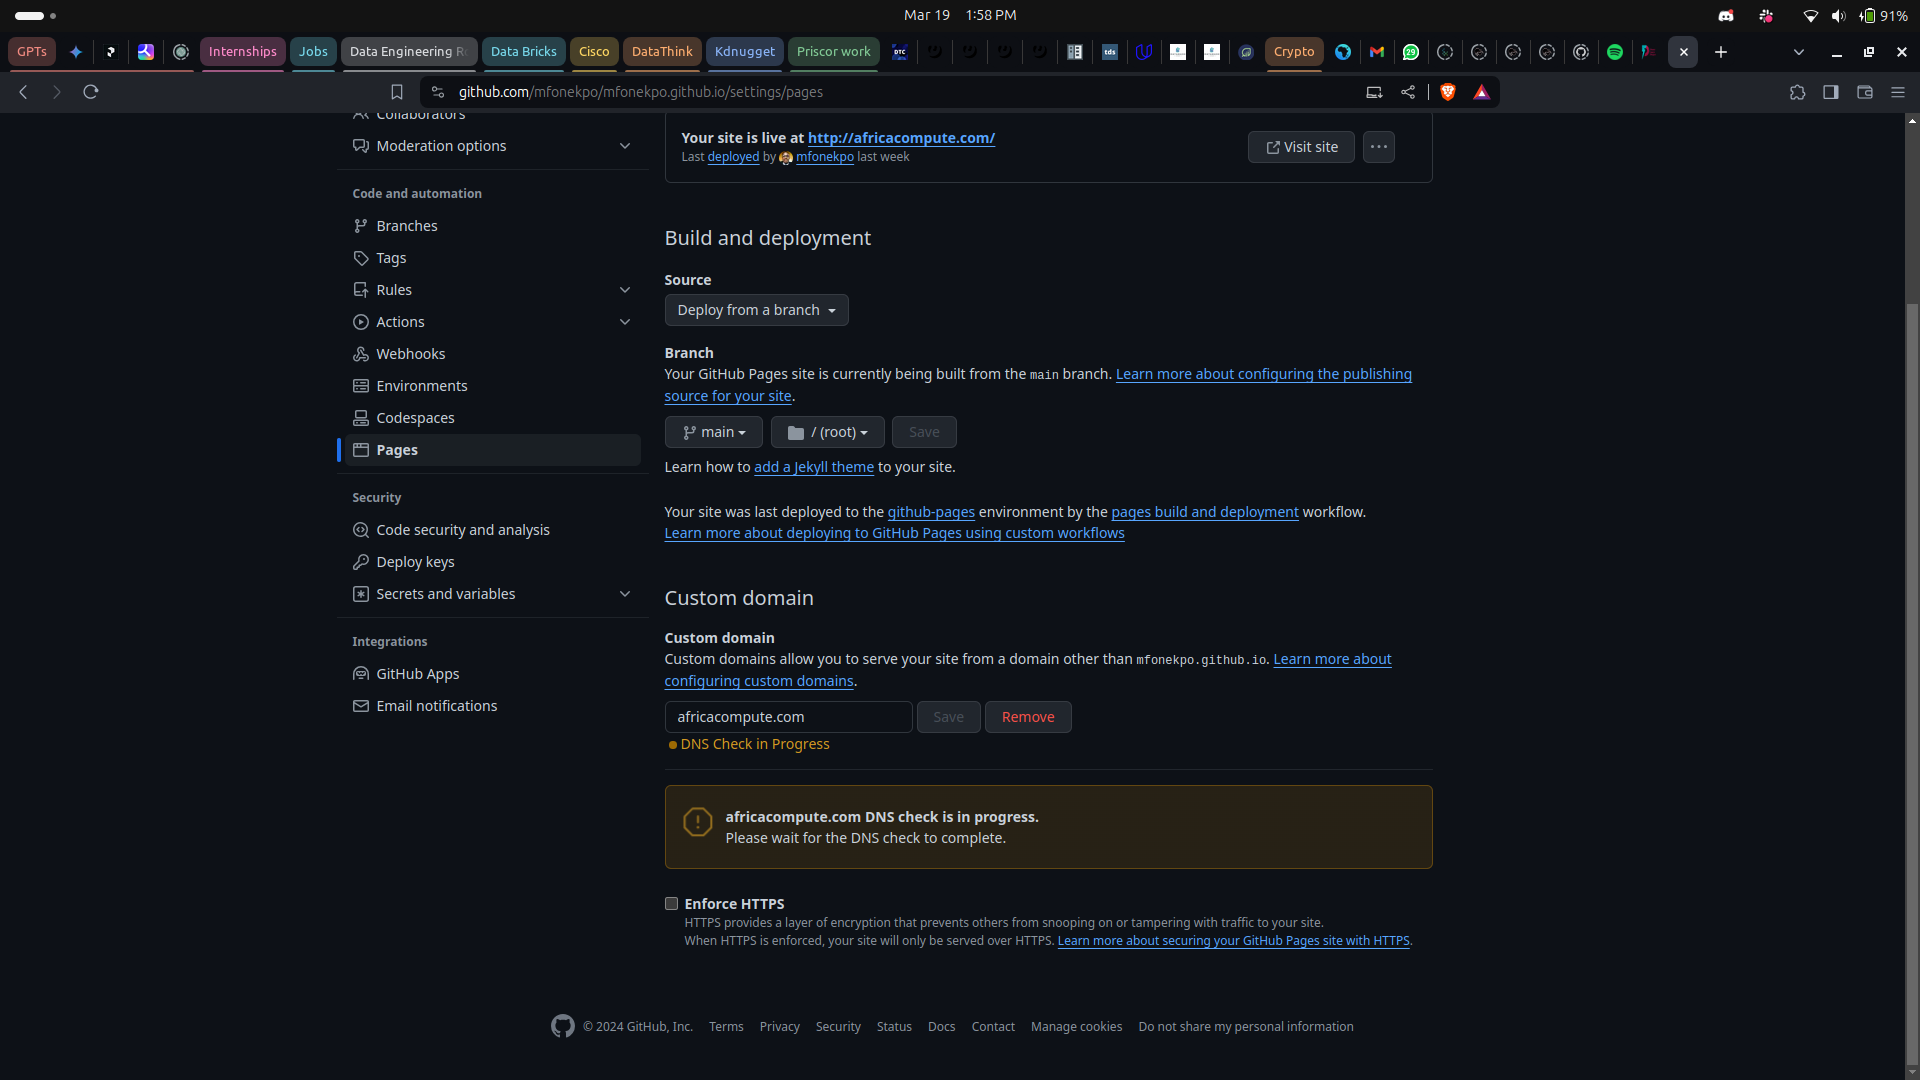 Mar 19 1:58 PM
91%
GPTs
Internships
Jobs
Data Engineering Ro
Data Bricks
Cisco
DataThink
Kdnugget
Priscor work
DTC
tds
Crypto
29
github.com/mfonekpo/mfonekpo.github.io/settings/pages
Collaborators
Moderation options
Code and automation
Branches
Tags
Rules
Actions
Webhooks
Environments
Codespaces
Pages
Security
Code security and analysis
Deploy keys
Secrets and variables
Integrations
GitHub Apps
Email notifications
Your site is live at http://africacompute.com/
Last deployed by mfonekpo last week
Visit site
Build and deployment
Source
Deploy from a branch
Branch
Your GitHub Pages site is currently being built from the main branch. Learn more about configuring the publishing
source for your site.
main
/ (root)
Save
Learn how to add a Jekyll theme to your site.
Your site was last deployed to the github-pages environment by the pages build and deployment workflow.
Learn more about deploying to GitHub Pages using custom workflows
Custom domain
Custom domain
Custom domains allow you to serve your site from a domain other than mfonekpo.github.io. Learn more about
configuring custom domains.
africacompute.com
Save
Remove
DNS Check in Progress
africacompute.com DNS check is in progress.
Please wait for the DNS check to complete.
Enforce HTTPS
HTTPS provides a layer of encryption that prevents others from snooping on or tampering with traffic to your site.
When HTTPS is enforced, your site will only be served over HTTPS. Learn more about securing your GitHub Pages site with HTTPS.
© 2024 GitHub, Inc.
Terms
Privacy
Security
Status
Docs
Contact
Manage cookies
Do not share my personal information